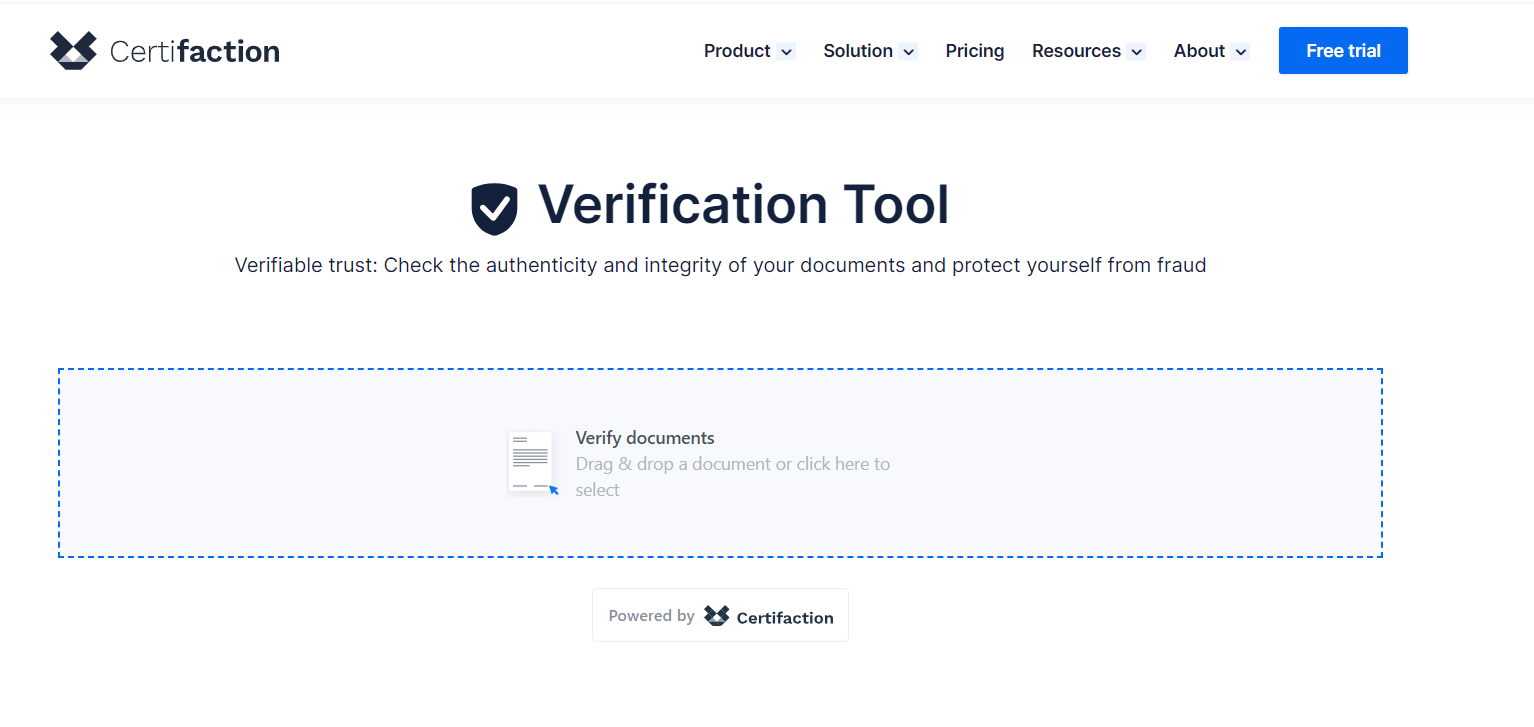 Certifaction
Product Solution Pricing Resources About Free trial
Verification Tool
Verifiable trust: Check the authenticity and integrity of your documents and protect yourself from fraud
Verify documents
Drag & drop a document or click here to
select
Powered by Certifaction